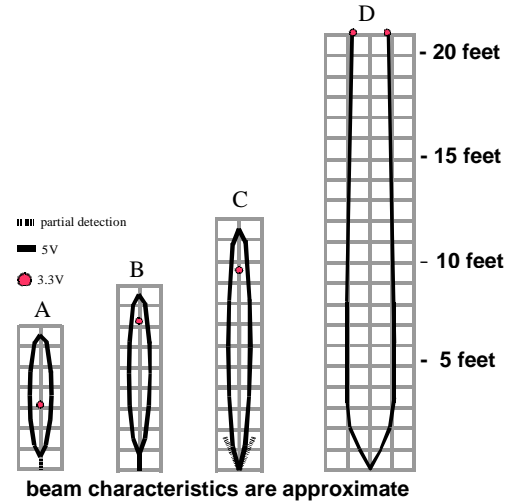 D
- 20 feet
- 15 feet
C
partial detection
5V
B
- 10 feet
3.3V
A
- 5 feet
beam characteristics are approximate